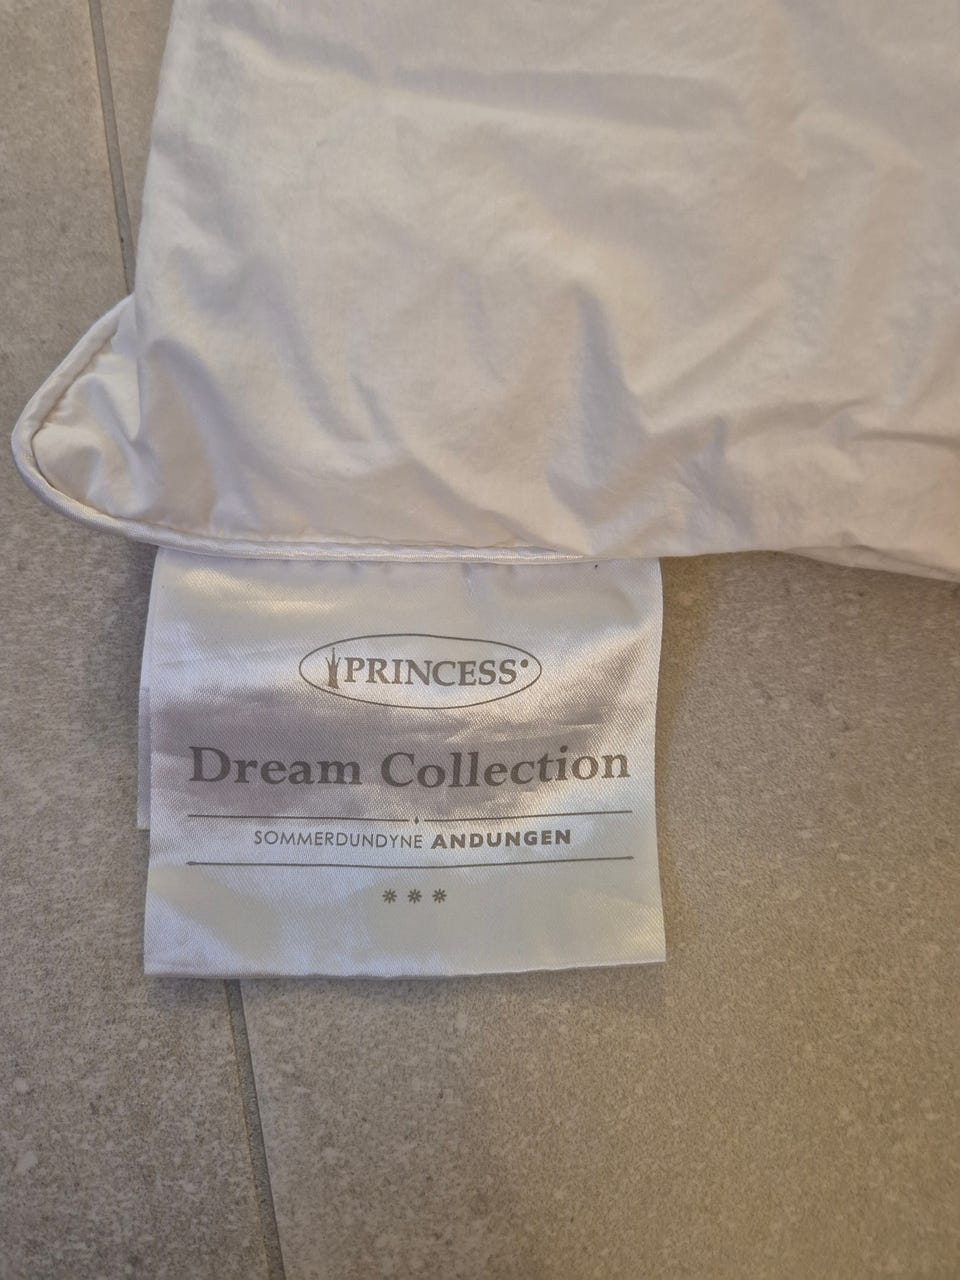 PRINCESS
Dream Collection
SOMMERDUNDYNE ANDUNGEN
***